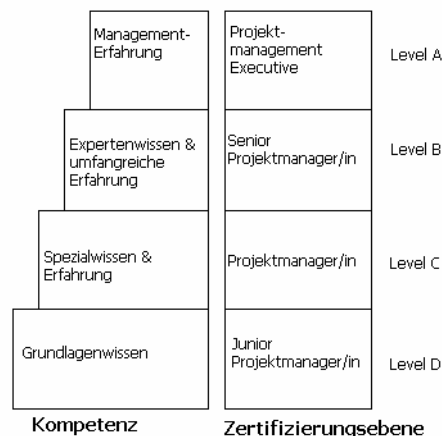 Management-
Erfahrung
Projekt-
management
Executive
Level A
Expertenwissen &
umfangreiche
Erfahrung
Senior
Projektmanager/in
Level B
Spezialwissen &
Erfahrung
Projektmanager/in
Level C
Grundlagenwissen
Junior
Projektmanager/in
Level D
Kompetenz
Zertifizierungsebene